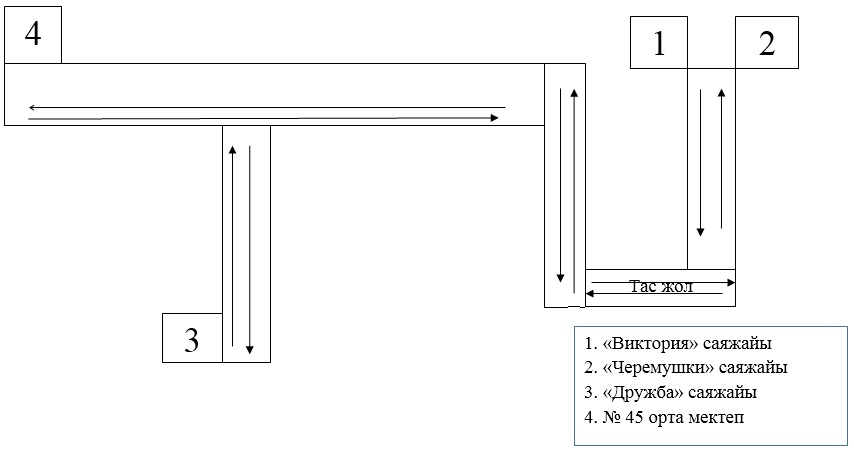 4
1
2
Тас жол
3
1. «Виктория» саяжайы
2. «Черемушки» саяжайы
3. «Дружба» саяжайы
4. № 45 орта мектеп